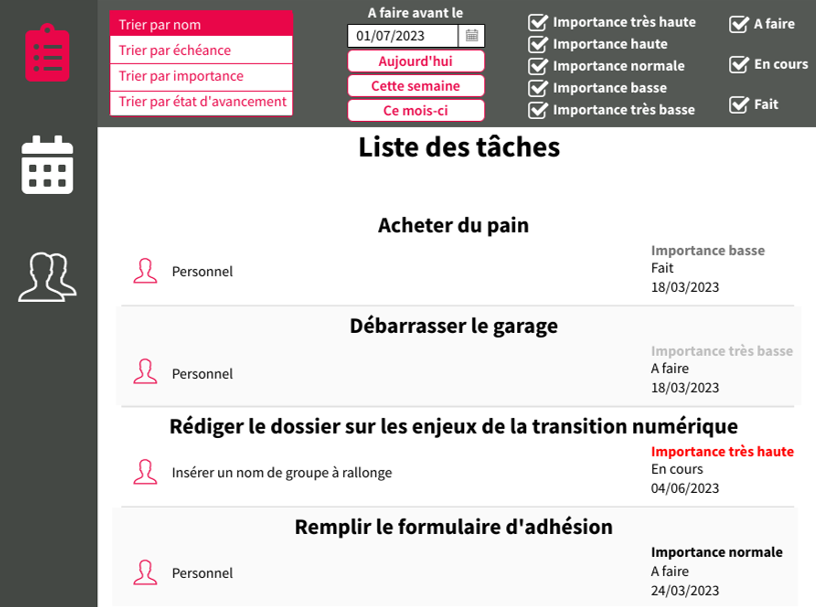 Trier par nom
Trier par échéance
Trier par importance
Trier par état d'avancement
A faire avant le
01/07/2023
Aujourd'hui
Cette semaine
Ce mois-ci
Importance très haute
Importance haute
Importance normale
Importance basse
Importance très basse
A faire
En cours
Fait
Liste des tâches
Acheter du pain
Personnel
Importance basse
Fait
18/03/2023
Débarrasser le garage
Personnel
Importance très basse
A faire
18/03/2023
Rédiger le dossier sur les enjeux de la transition numérique
Insérer un nom de groupe à rallonge
Importance très haute
En cours
04/06/2023
Remplir le formulaire d'adhésion
Personnel
Importance normale
A faire
24/03/2023